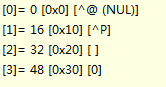 [0]= 0 [0x0] [^@ (NUL)]
[1]= 16 [0x10] [^P]
[2]= 32 [0x20] [ ]
[3]= 48 [0x30] [0]